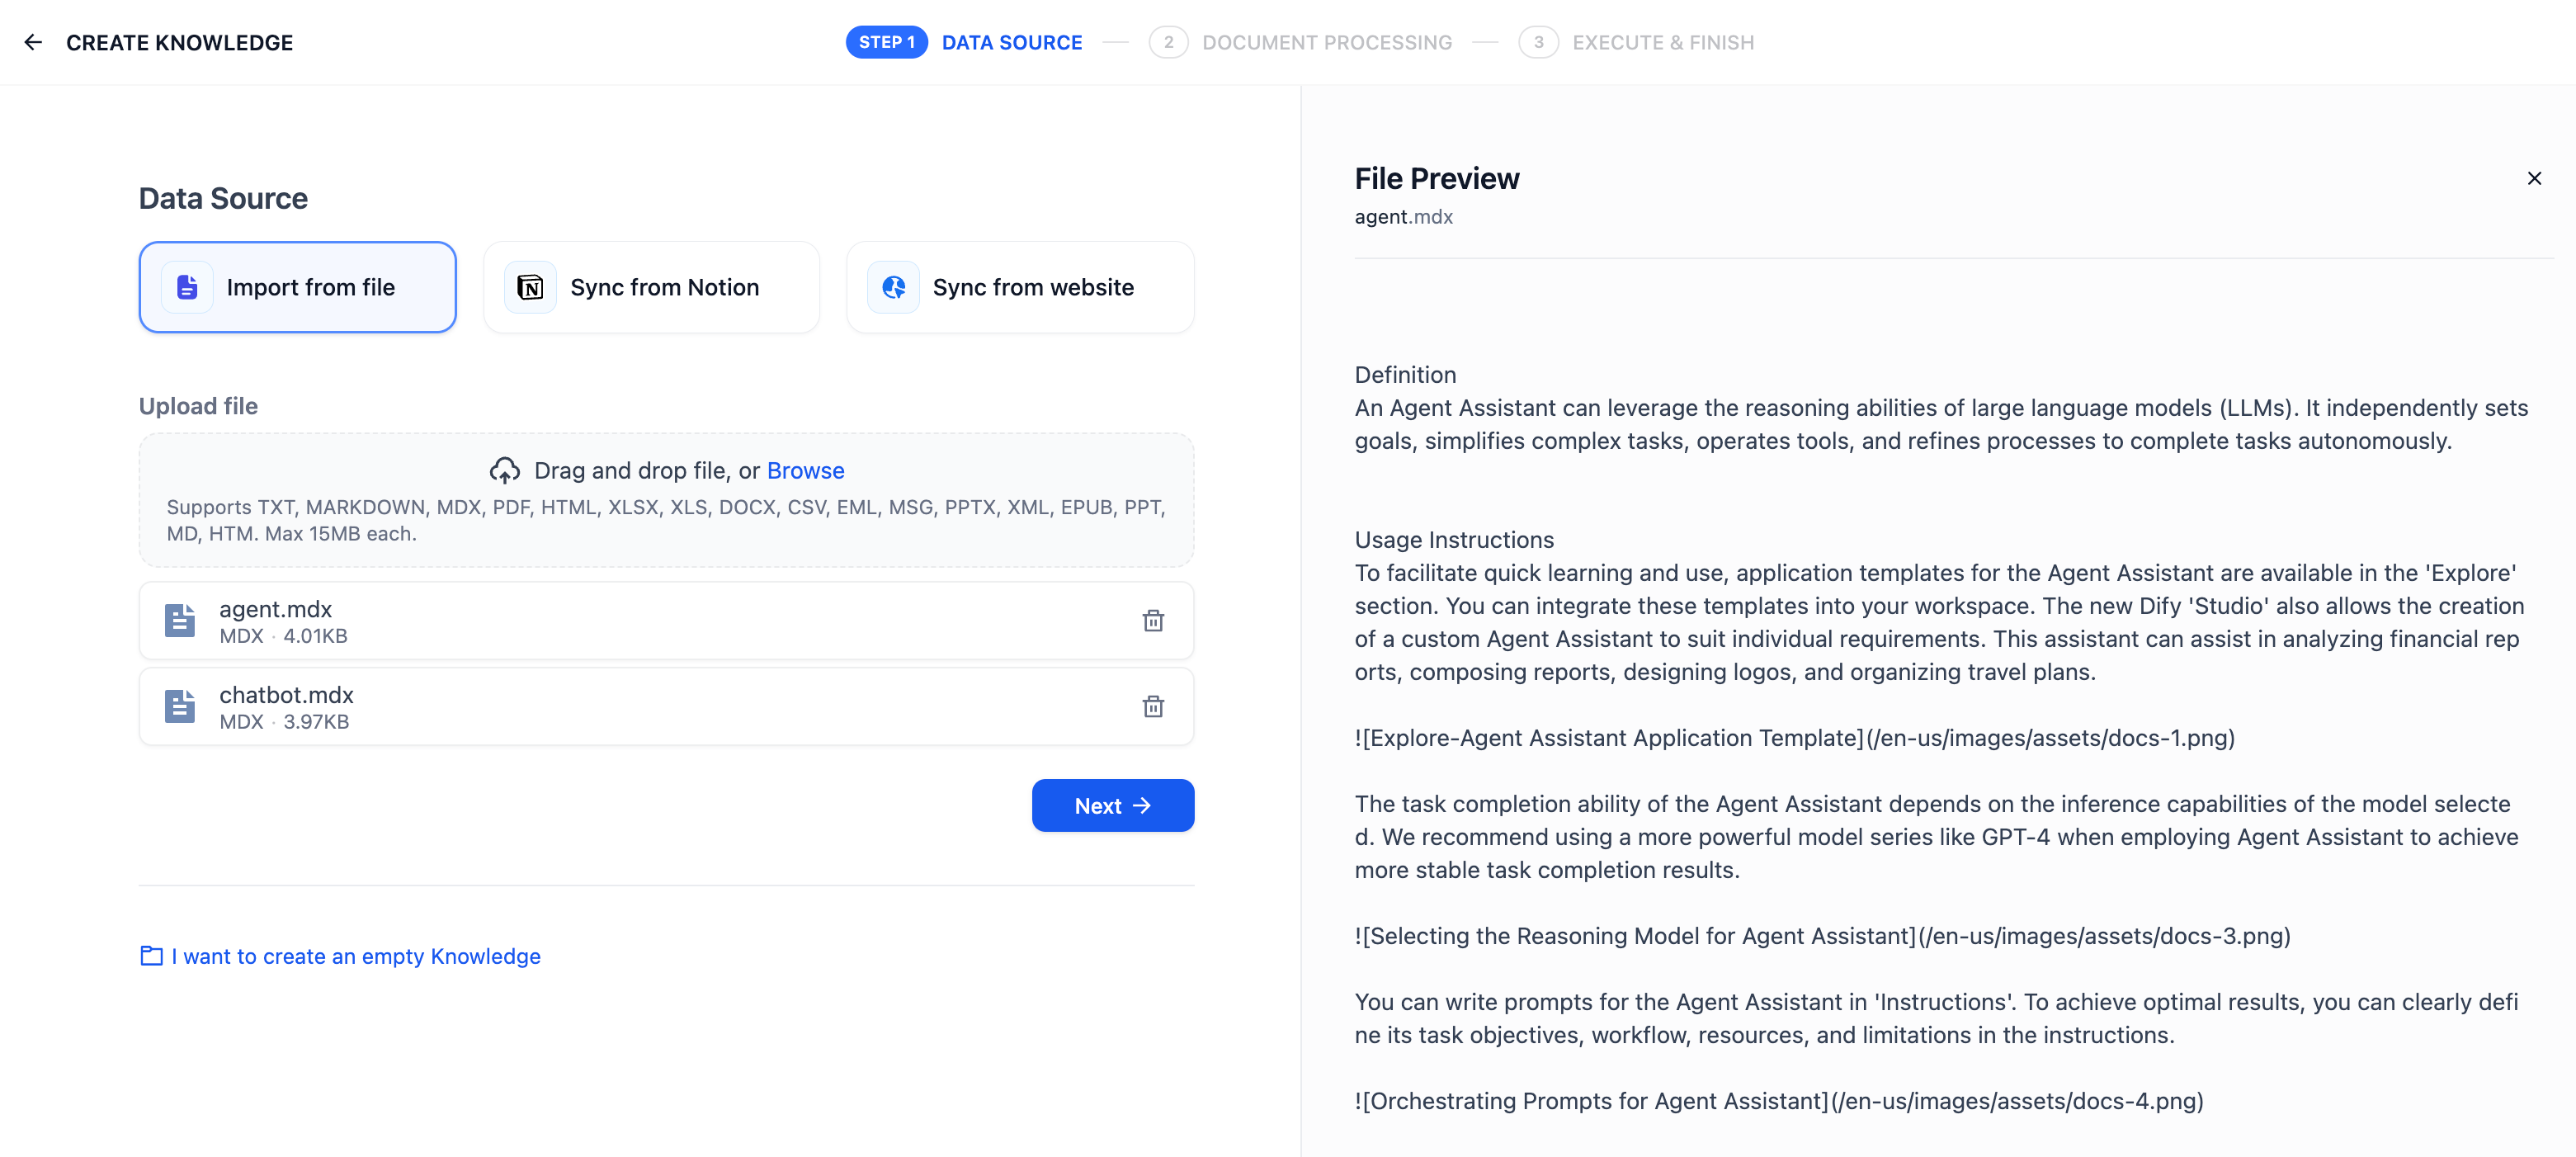 CREATE KNOWLEDGE
STEP 1 DATA SOURCE 2 DOCUMENT PROCESSING 3 EXECUTE & FINISH
Data Source
Import from file
Sync from Notion
Sync from website
Upload file
Drag and drop file, or Browse
Supports TXT, MARKDOWN, MDX, PDF, HTML, XLSX, XLS, DOCX, CSV, EML, MSG, PPTX, XML, EPUB, PPT,
MD, HTM. Max 15MB each.
agent.mdx
MDX · 4.01KB
chatbot.mdx
MDX · 3.97KB
Next
I want to create an empty Knowledge
File Preview
agent.mdx
Definition
An Agent Assistant can leverage the reasoning abilities of large language models (LLMs). It independently sets
goals, simplifies complex tasks, operates tools, and refines processes to complete tasks autonomously.
Usage Instructions
To facilitate quick learning and use, application templates for the Agent Assistant are available in the 'Explore'
section. You can integrate these templates into your workspace. The new Dify 'Studio' also allows the creation
of a custom Agent Assistant to suit individual requirements. This assistant can assist in analyzing financial rep
orts, composing reports, designing logos, and organizing travel plans.
![Explore-Agent Assistant Application Template](/en-us/images/assets/docs-1.png)
The task completion ability of the Agent Assistant depends on the inference capabilities of the model selecte
d. We recommend using a more powerful model series like GPT-4 when employing Agent Assistant to achieve
more stable task completion results.
![Selecting the Reasoning Model for Agent Assistant](/en-us/images/assets/docs-3.png)
You can write prompts for the Agent Assistant in 'Instructions'. To achieve optimal results, you can clearly defi
ne its task objectives, workflow, resources, and limitations in the instructions.
![Orchestrating Prompts for Agent Assistant](/en-us/images/assets/docs-4.png)